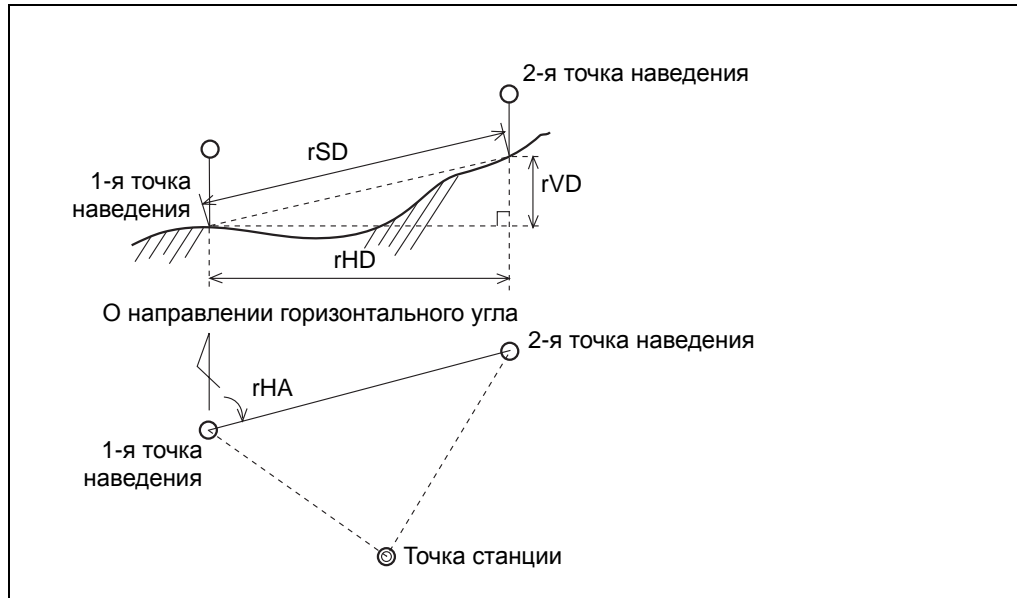 2-я точка наведения
rSD
1-я точка
наведения
rVD
rHD
О направлении горизонтального угла
2-я точка наведения
rHA
1-я точка
наведения
Точка станции